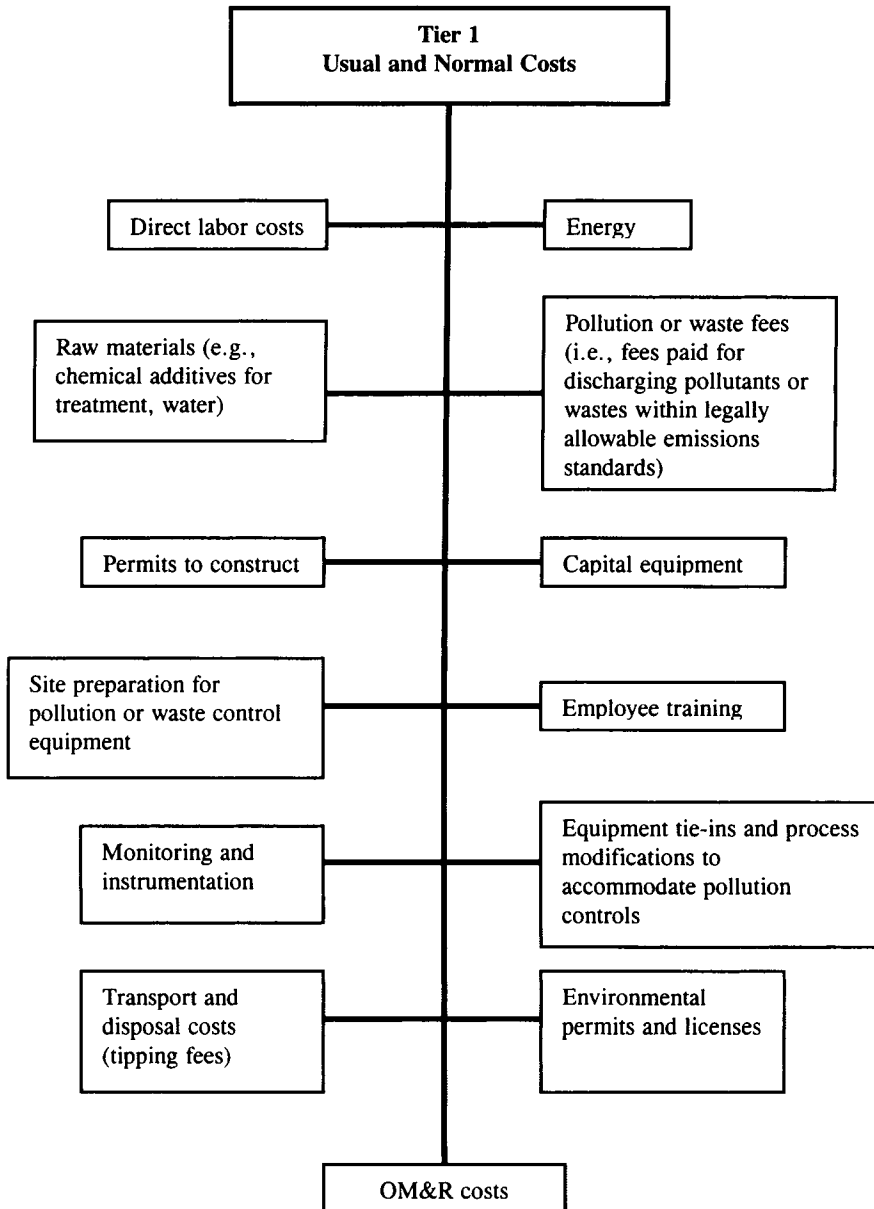 Tier 1
Usual and Normal Costs
Direct labor costs
Energy
Raw materials (e.g.,
chemical additives for
treatment, water)
Pollution or waste fees
(i.e., fees paid for
discharging pollutants or
wastes within legally
allowable emissions
standards)
Permits to construct
Capital equipment
Site preparation for
pollution or waste control
equipment
Employee training
Monitoring and
instrumentation
Equipment tie-ins and process
modifications to
accommodate pollution
controls
Transport and
disposal costs
(tipping fees)
Environmental
permits and licenses
OM&R costs